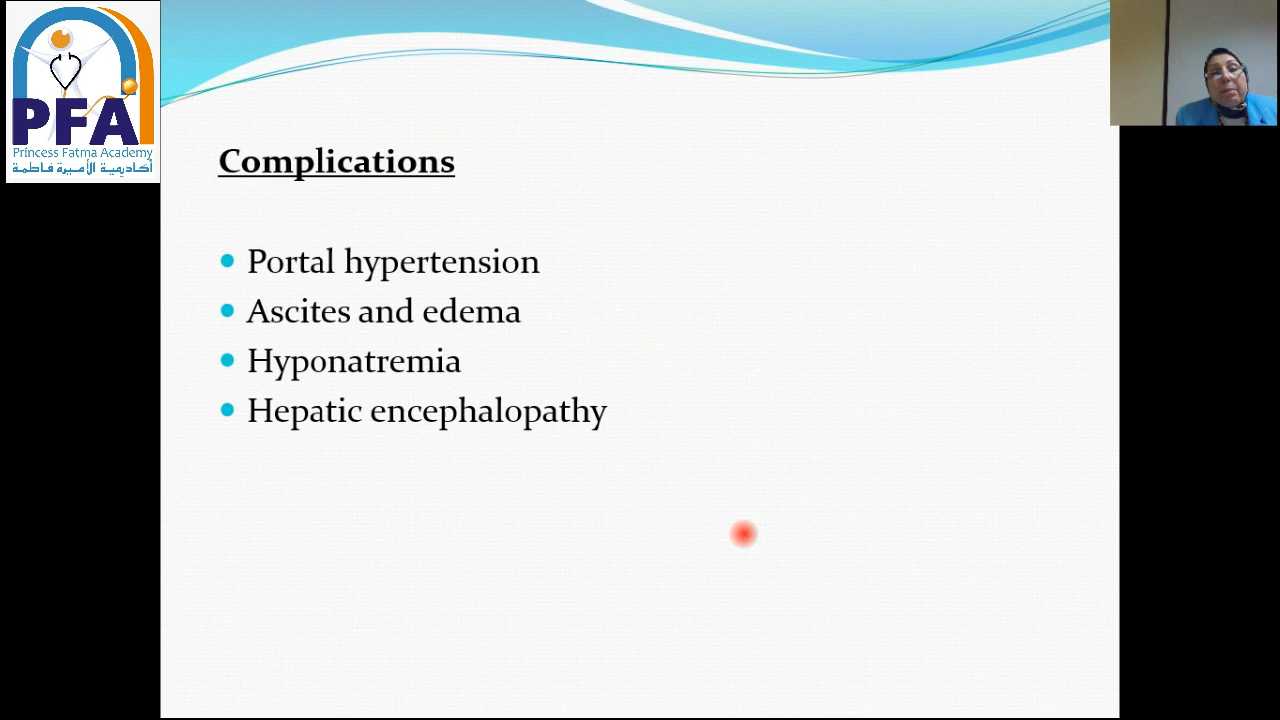 PFA
Princess Fatma Academy
أكاديمية الأميرة فاطمة
Complications
Portal hypertension
Ascites and edema
Hyponatremia
Hepatic encephalopathy